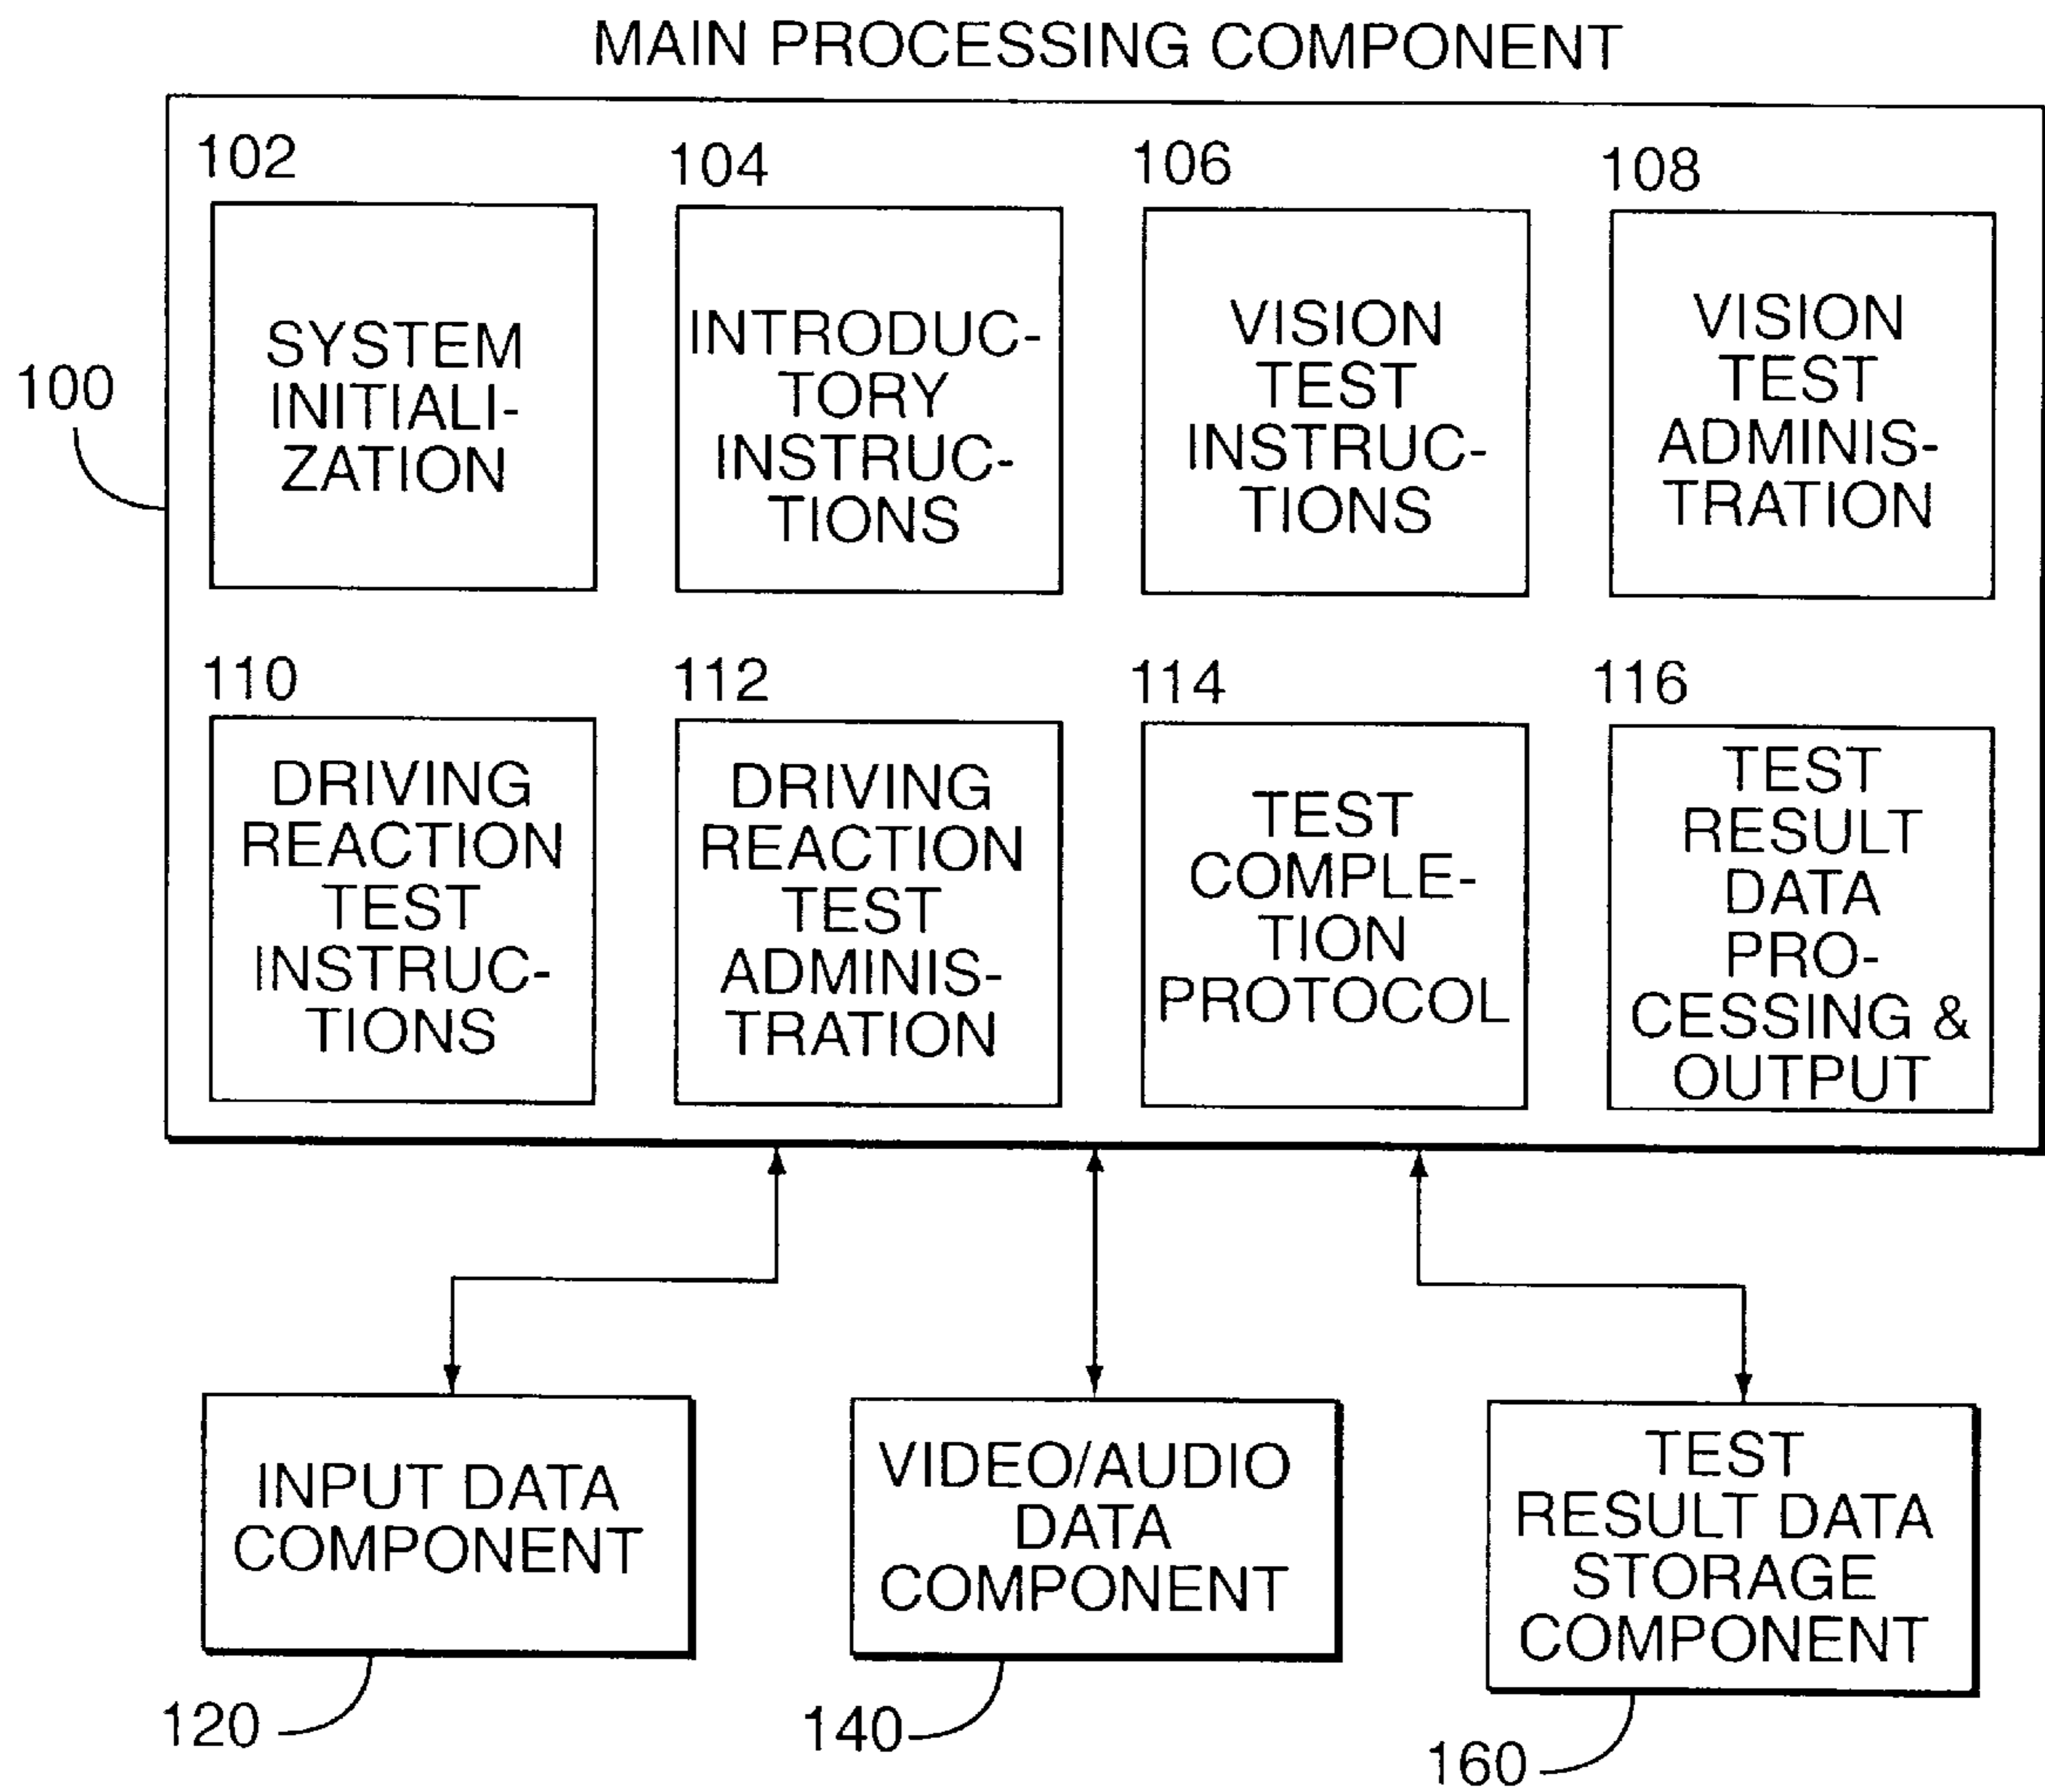 MAIN PROCESSING COMPONENT
102
104
106
108
100
SYSTEM
INITIALI-
ZATION
INTRODUC-
TORY
INSTRUC-
TIONS
VISION
TEST
INSTRUC-
TIONS
VISION
TEST
ADMINIS-
TRATION
110
112
114
116
DRIVING
REACTION
TEST
INSTRUC-
TIONS
DRIVING
REACTION
TEST
ADMINIS-
TRATION
TEST
COMPLE-
TION
PROTOCOL
TEST
RESULT
DATA
PRO-
CESSING &
OUTPUT
INPUT DATA
COMPONENT
VIDEO/AUDIO
DATA
COMPONENT
TEST
RESULT DATA
STORAGE
COMPONENT
120
140
160